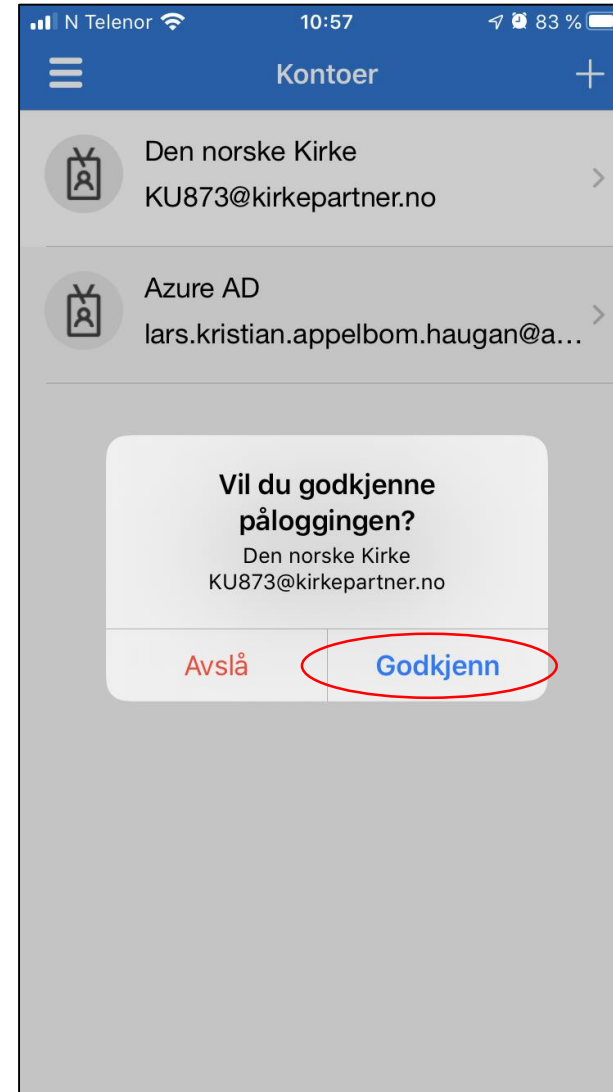 N Telenor 10:57 83 %
Kontoer
Den norske Kirke
KU873@kirkepartner.no
Azure AD
lars.kristian.appelbom.haugan@a...
Vil du godkjenne
påloggingen?
Den norske Kirke
KU873@kirkepartner.no
Avslå Godkjenn